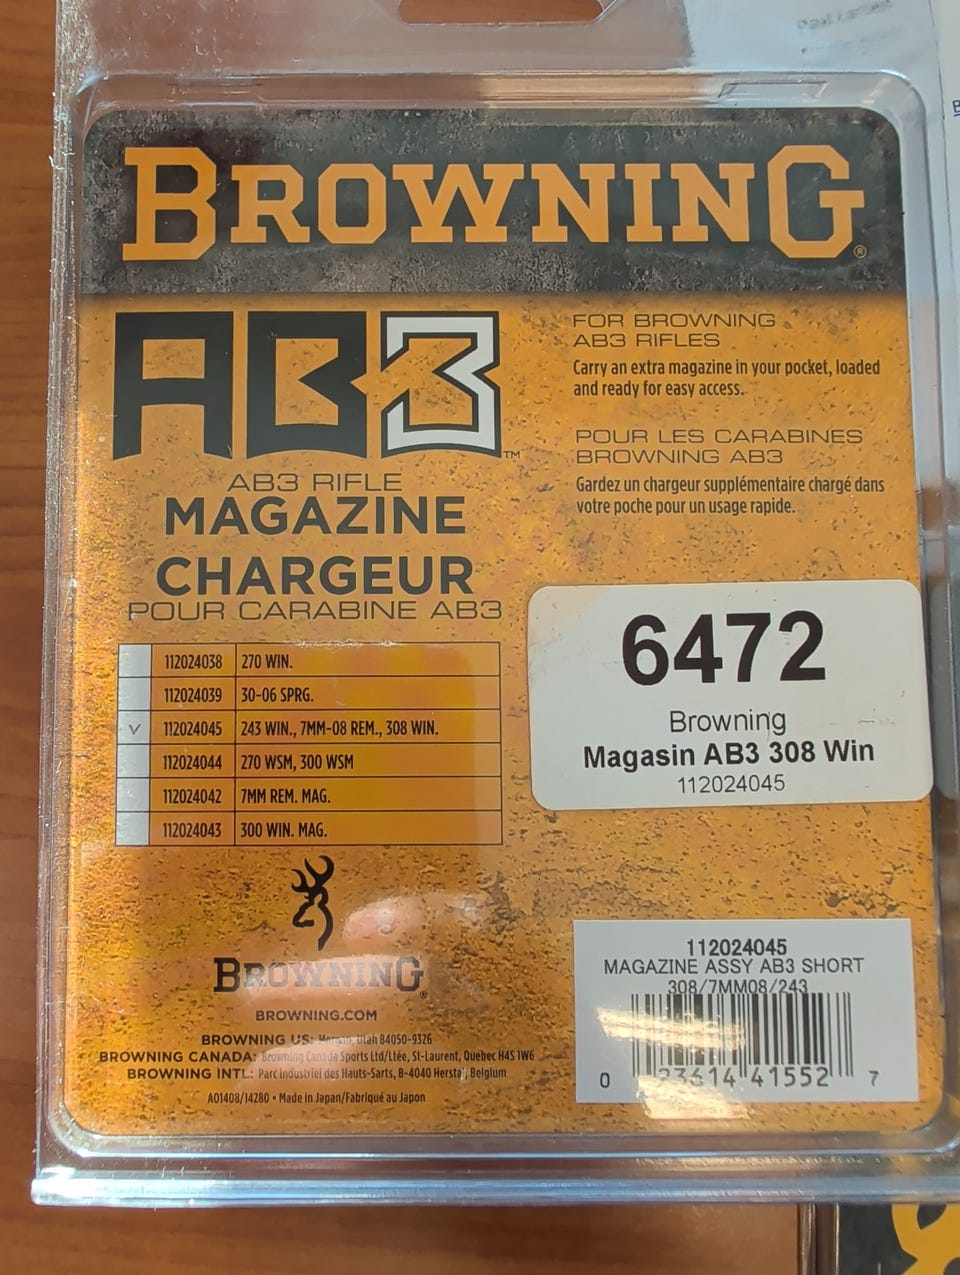 BROWNING®
AB3™
AB3 RIFLE
MAGAZINE
CHARGEUR
POUR CARABINE AB3
FOR BROWNING
AB3 RIFLES
Carry an extra magazine in your pocket, loaded
and ready for easy access.
POUR LES CARABINES
BROWNING AB3
Gardez un chargeur supplémentaire chargé dans
votre poche pour un usage rapide.
112024038 270 WIN.
112024039 30-06 SPRG.
✓ 112024045 243 WIN., 7MM-08 REM., 308 WIN.
112024044 270 WSM, 300 WSM
112024042 7MM REM. MAG.
112024043 300 WIN. MAG.
6472
Browning
Magasin AB3 308 Win
112024045
BROWNING®
BROWNING.COM
BROWNING US: Morgan, Utah 84050-9326
BROWNING CANADA: Browning Canada Sports Ltd/Ltée, St-Laurent, Quebec H4S 1W6
BROWNING INTL: Parc Industriel des Hauts-Sarts, B-4040 Herstal, Belgium
A01408/14280 • Made in Japan/Fabriqué au Japon
112024045
MAGAZINE ASSY AB3 SHORT
308/7MM08/243
0 23614 41552 7